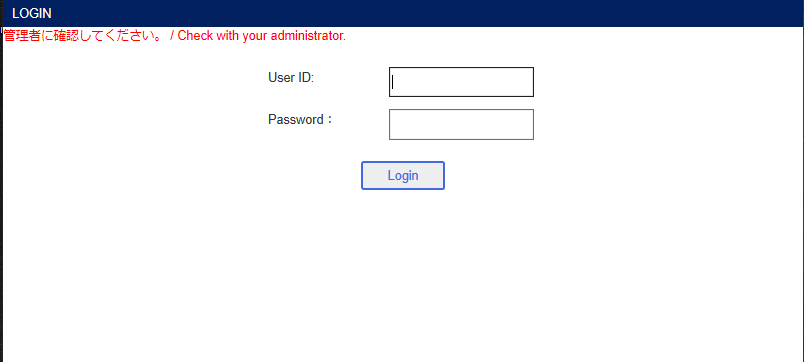 LOGIN
管理者に確認してください。 / Check with your administrator.
User ID:
Password：
Login